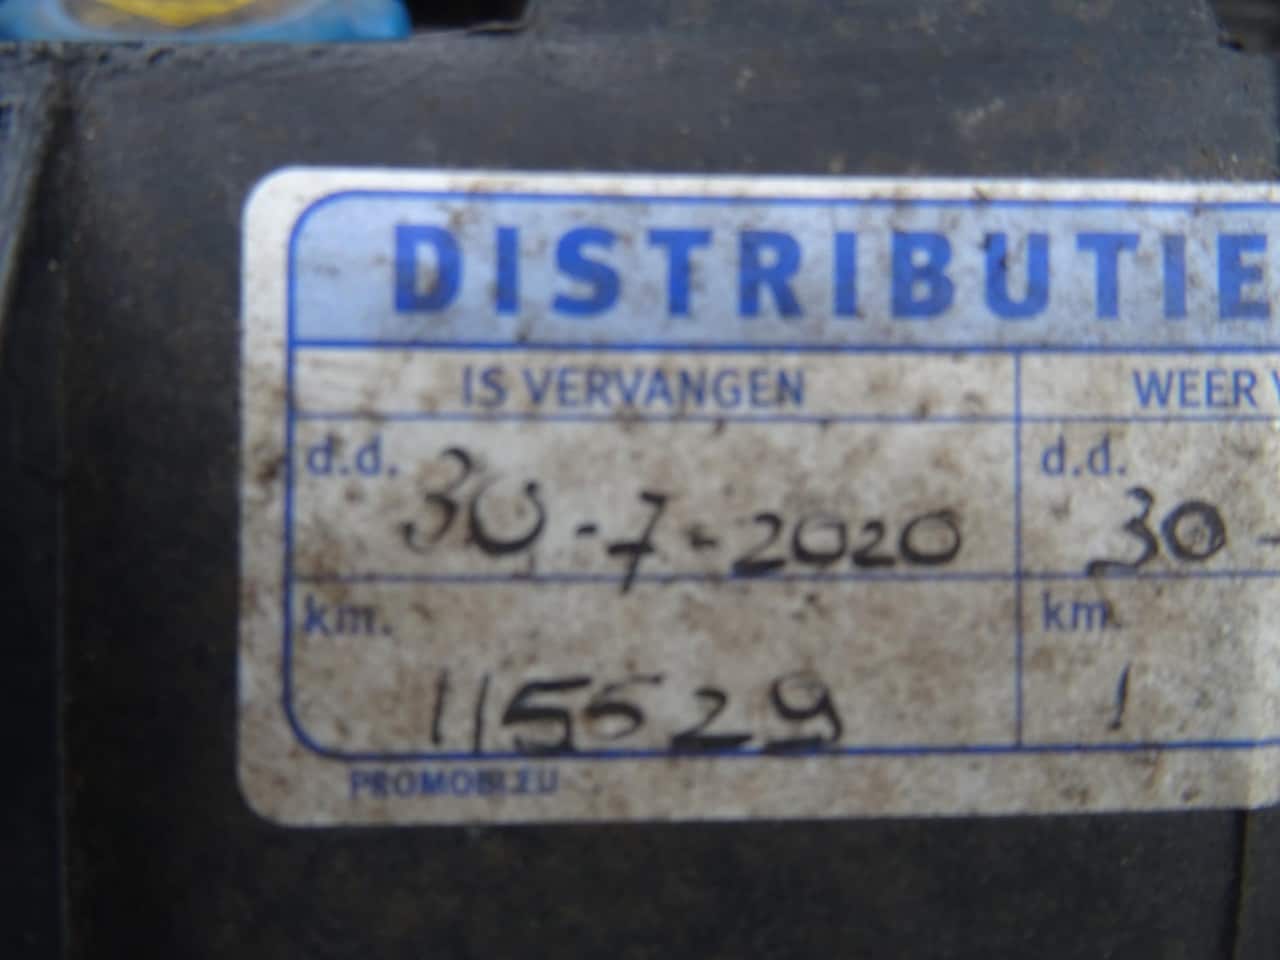 DISTRIBUTIE
IS VERVANGEN
WEER V
d.d. 30-7-2020
d.d. 30-
km. 115529
km. 1
PROMOBI.EU